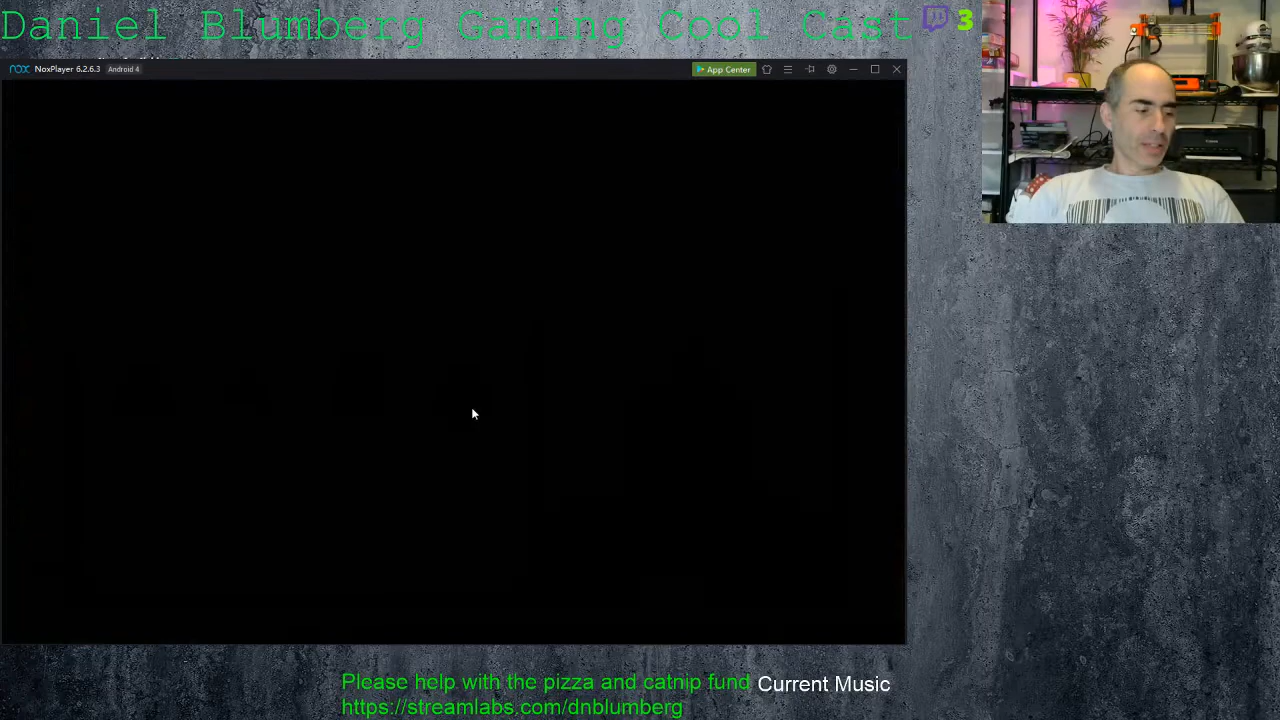 Daniel Blumberg Gaming Cool Cast 3
NoxPlayer 6.2.6.3 Android 4 App Center
Please help with the pizza and catnip fund Current Music
https://streamlabs.com/dnblumberg